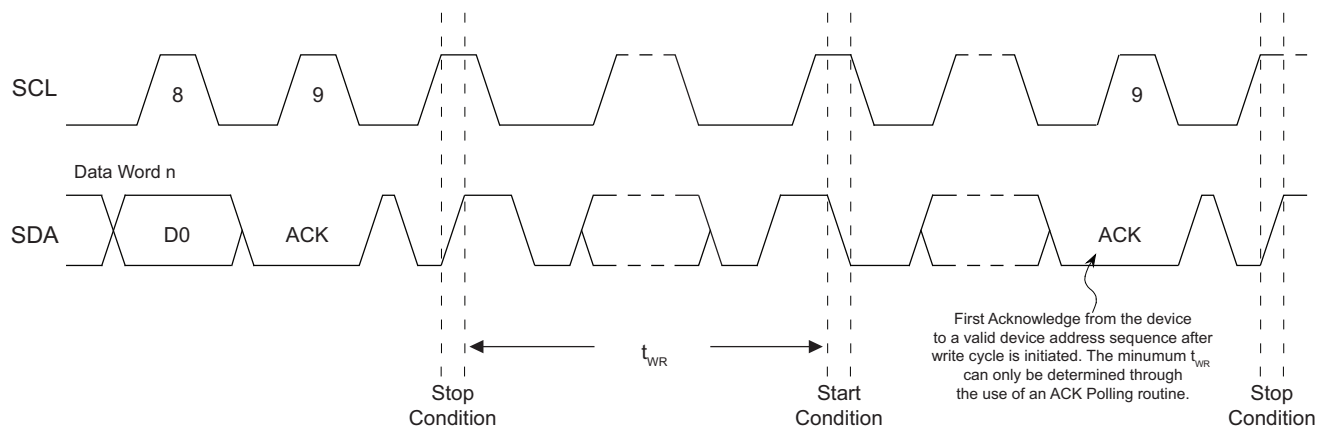 SCL
8
9
9
Data Word n
SDA
D0
ACK
ACK
First Acknowledge from the device
to a valid device address sequence after
write cycle is initiated. The minumum tWR
can only be determined through
the use of an ACK Polling routine.
tWR
Stop
Condition
Start
Condition
Stop
Condition